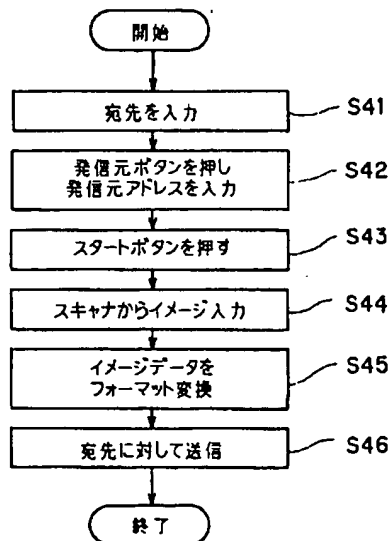 開始
宛先を入力
S41
発信元ボタンを押し
発信元アドレスを入力
S42
スタートボタンを押す
S43
スキャナからイメージ入力
S44
イメージデータを
フォーマット変換
S45
宛先に対して送信
S46
終了